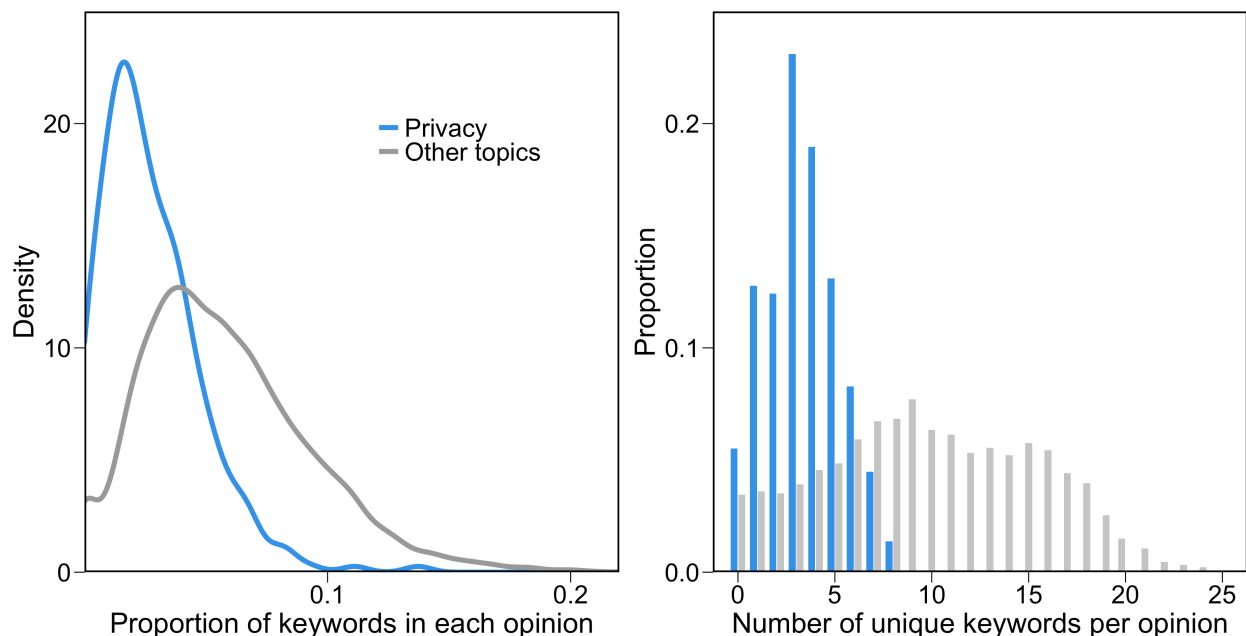 Density
20
10
0
0.1
0.2
Proportion of keywords in each opinion
Privacy
Other topics
Proportion
0.2
0.1
0.0
0
5
10
15
20
25
Number of unique keywords per opinion